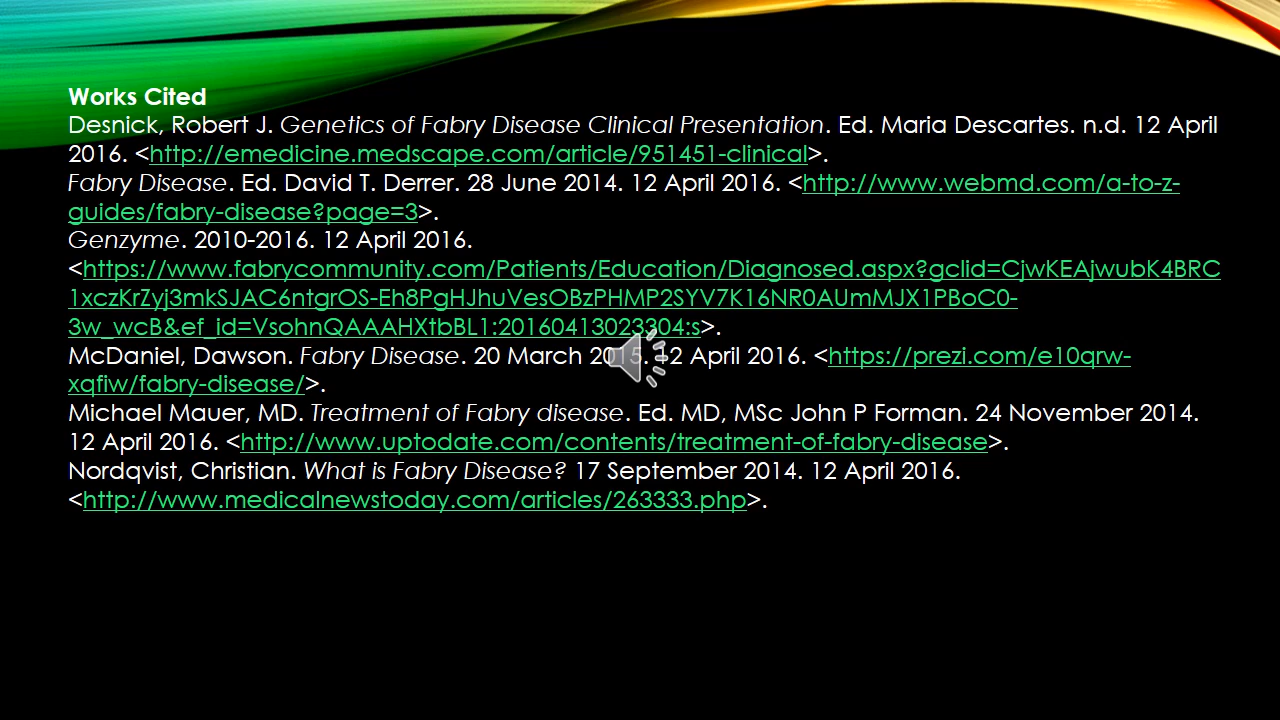 Works Cited
Desnick, Robert J. Genetics of Fabry Disease Clinical Presentation. Ed. Maria Descartes. n.d. 12 April
2016. <http://emedicine.medscape.com/article/951451-clinical>.
Fabry Disease. Ed. David T. Derrer. 28 June 2014. 12 April 2016. <http://www.webmd.com/a-to-z-
guides/fabry-disease?page=3>.
Genzyme. 2010-2016. 12 April 2016.
<https://www.fabrycommunity.com/Patients/Education/Diagnosed.aspx?gclid=CjwKEAjwubK4BRC
1xczKrZyj3mkSJAC6ntgrOS-Eh8PgHJhuVesOBzPHMP2SYV7K16NR0AUmMJX1PBoC0-
3w_wcB&ef_id=VsohnQAAAHXtbBL1:20160413023304:s>.
McDaniel, Dawson. Fabry Disease. 20 March 2015. 12 April 2016. <https://prezi.com/e10qrw-
xqfiw/fabry-disease/>.
Michael Mauer, MD. Treatment of Fabry disease. Ed. MD, MSc John P Forman. 24 November 2014.
12 April 2016. <http://www.uptodate.com/contents/treatment-of-fabry-disease>.
Nordqvist, Christian. What is Fabry Disease? 17 September 2014. 12 April 2016.
<http://www.medicalnewstoday.com/articles/263333.php>.